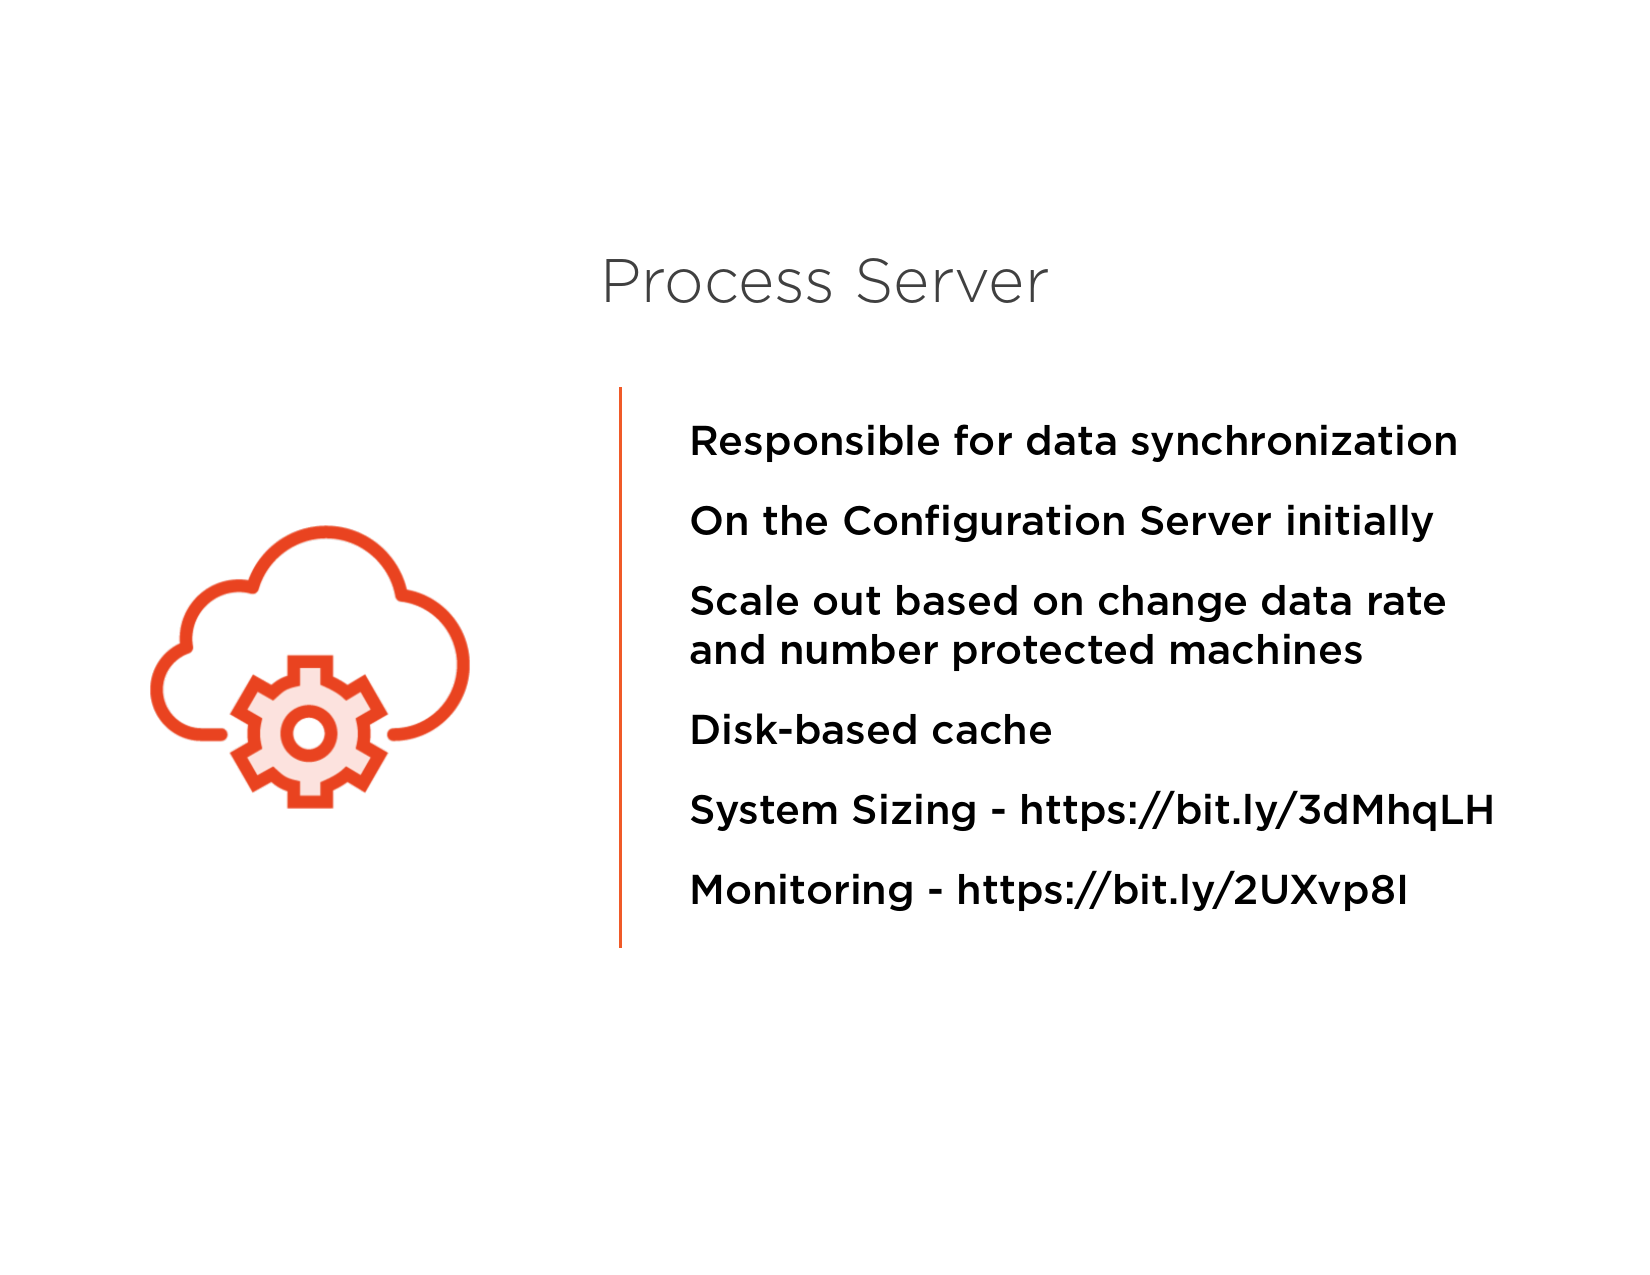 Process Server
Responsible for data synchronization
On the Configuration Server initially
Scale out based on change data rate
and number protected machines
Disk-based cache
System Sizing - https://bit.ly/3dMhqLH
Monitoring - https://bit.ly/2UXvp8I